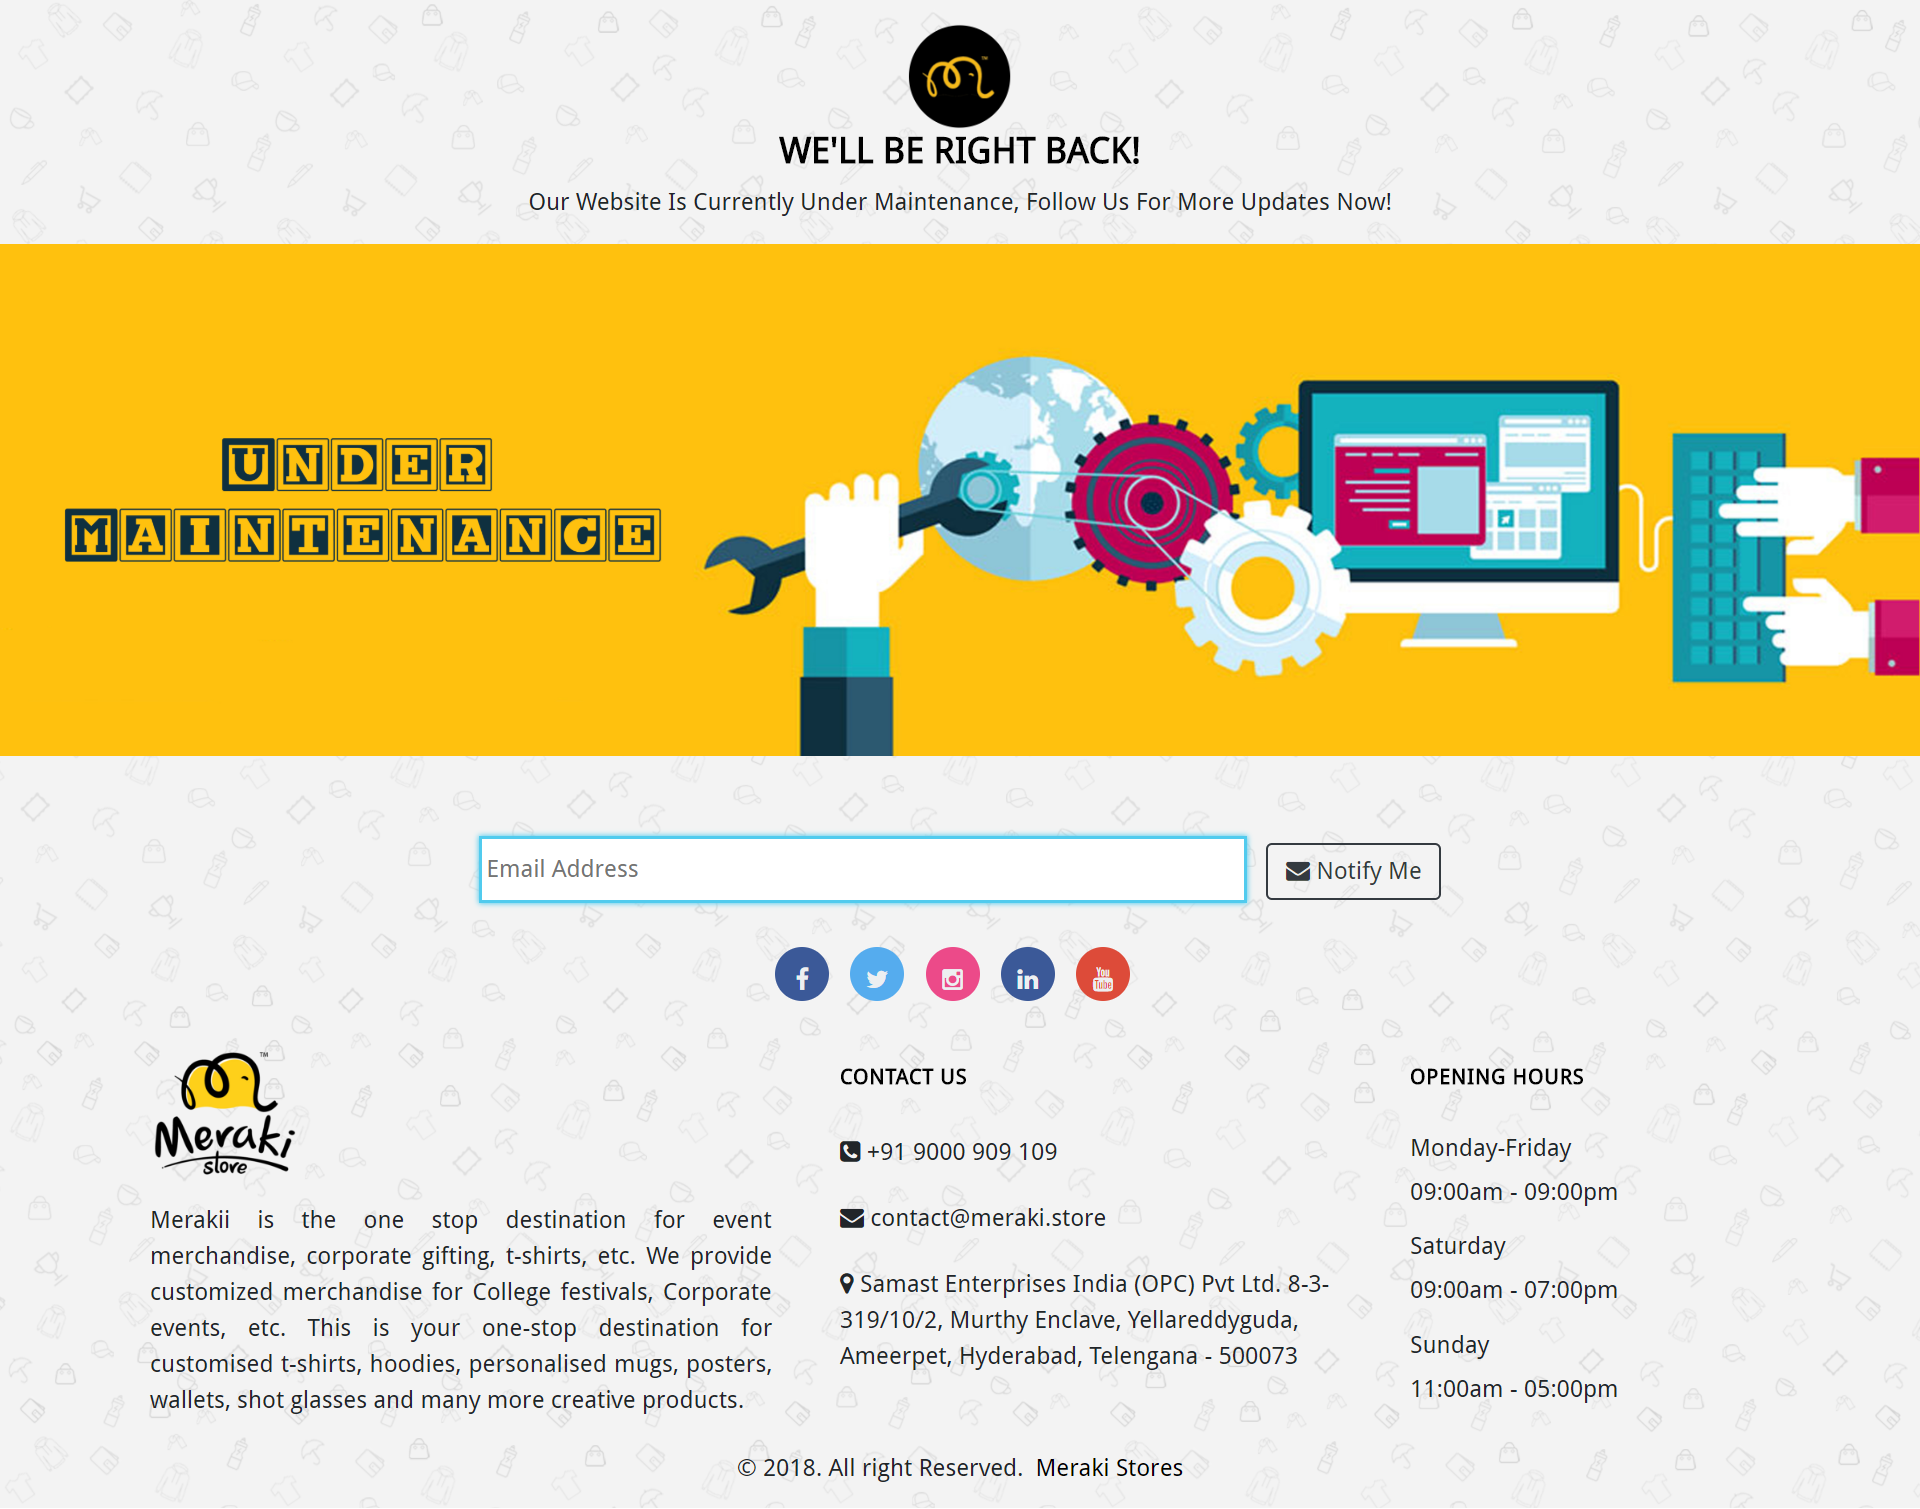 WE'LL BE RIGHT BACK!
Our Website Is Currently Under Maintenance, Follow Us For More Updates Now!
UNDER
MAINTENANCE
Email Address
Notify Me
You
Tube
TM
Meraki
store
Merakii is the one stop destination for event
merchandise, corporate gifting, t-shirts, etc. We provide
customized merchandise for College festivals, Corporate
events, etc. This is your one-stop destination for
customised t-shirts, hoodies, personalised mugs, posters,
wallets, shot glasses and many more creative products.
CONTACT US
+91 9000 909 109
contact@meraki.store
Samast Enterprises India (OPC) Pvt Ltd. 8-3-
319/10/2, Murthy Enclave, Yellareddyguda,
Ameerpet, Hyderabad, Telengana - 500073
OPENING HOURS
Monday-Friday
09:00am - 09:00pm
Saturday
09:00am - 07:00pm
Sunday
11:00am - 05:00pm
© 2018. All right Reserved. Meraki Stores